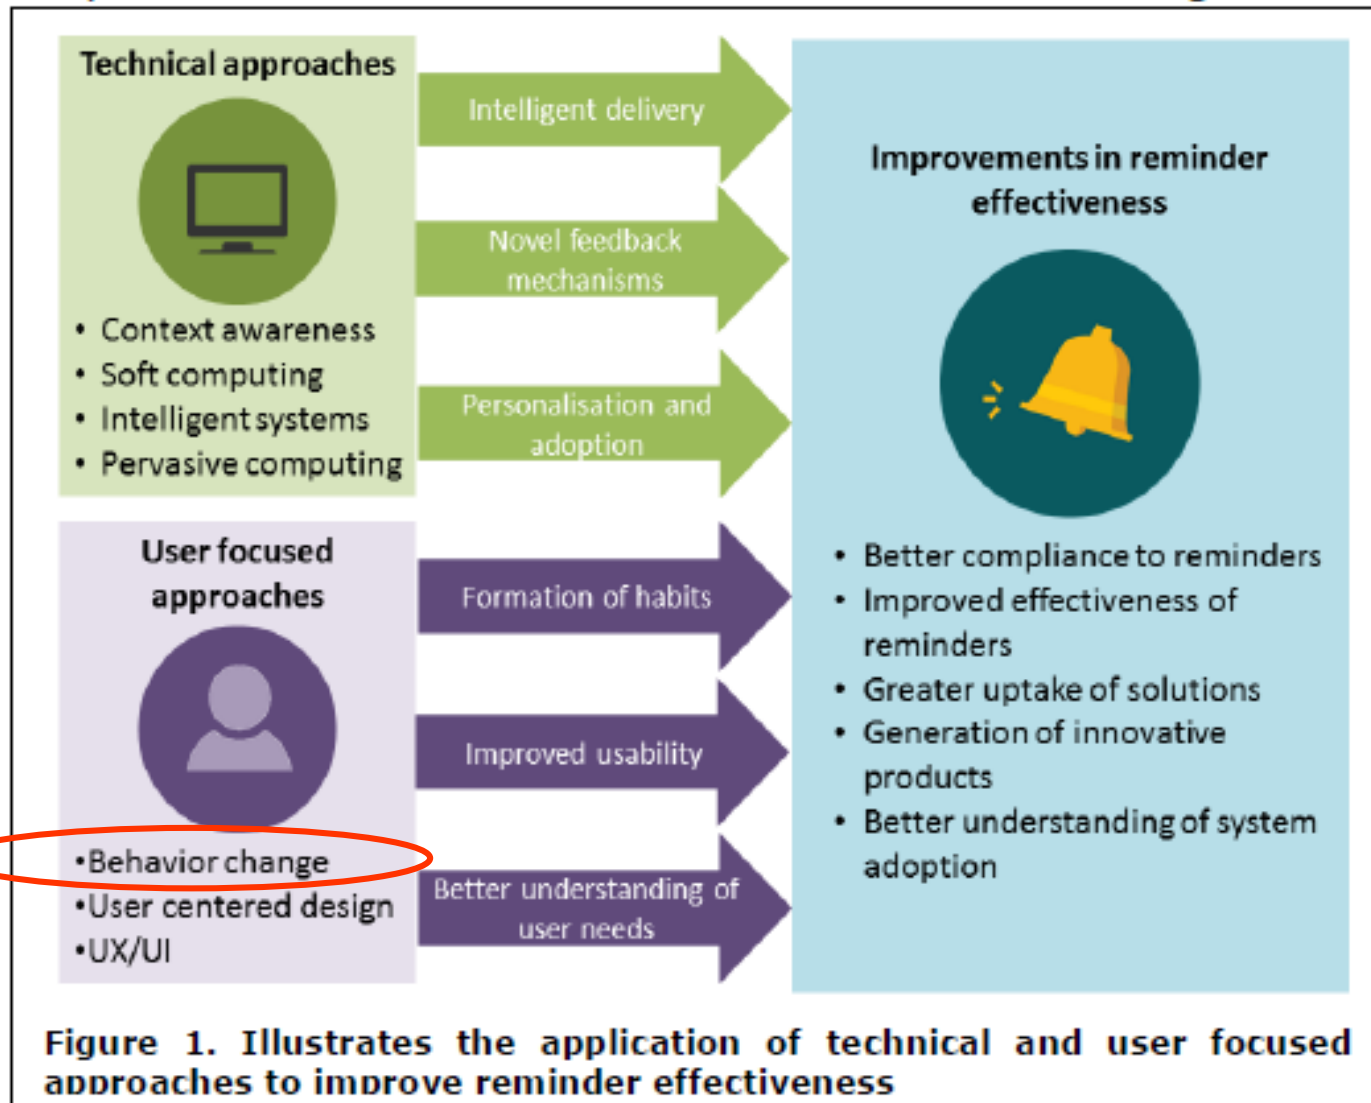 Technical approaches
• Context awareness
• Soft computing
• Intelligent systems
• Pervasive computing
Intelligent delivery
Novel feedback
mechanisms
Personalisation and
adoption
User focused
approaches
•Behavior change
•User centered design
•UX/UI
Formation of habits
Improved usability
Better understanding of
user needs
Improvements in reminder
effectiveness
• Better compliance to reminders
• Improved effectiveness of
reminders
• Greater uptake of solutions
• Generation of innovative
products
• Better understanding of system
adoption
Figure 1. Illustrates the application of technical and user focused
approaches to improve reminder effectiveness